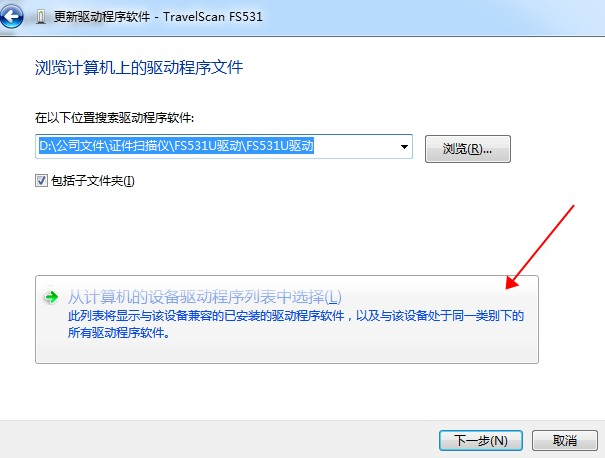 更新驱动程序软件 - TravelScan FS531
浏览计算机上的驱动程序文件
在以下位置搜索驱动程序软件:
D:\公司文件\证件扫描仪\FS531U驱动\FS531U驱动
浏览(R)...
包括子文件夹(I)
从计算机的设备驱动程序列表中选择(L)
此列表将显示与该设备兼容的已安装的驱动程序软件，以及与该设备处于同一类别下的
所有驱动程序软件。
下一步(N)
取消